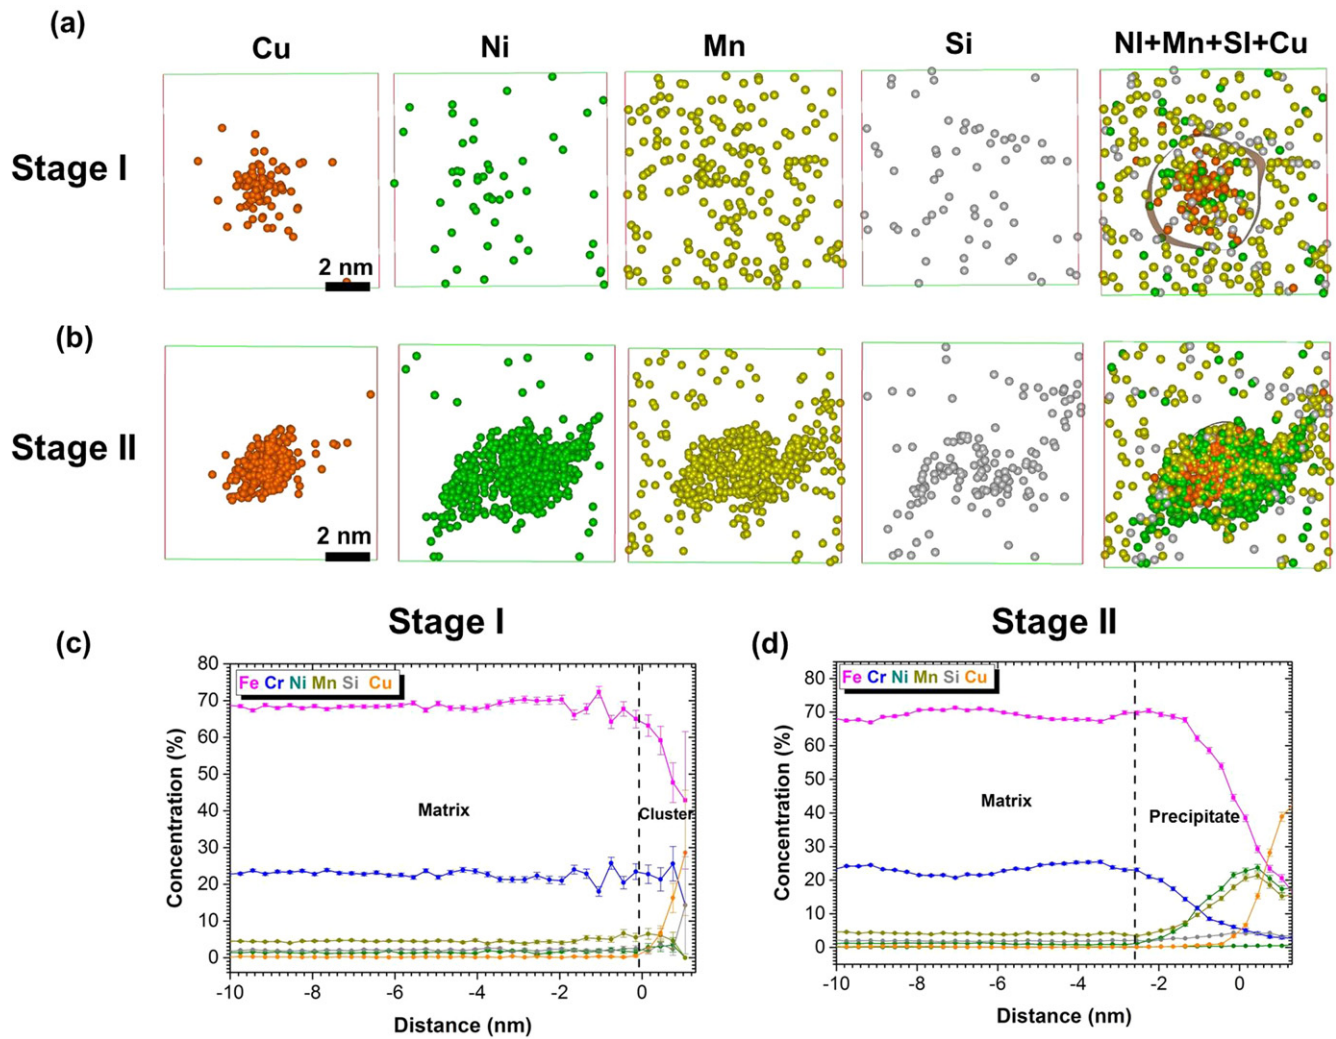 (a)
Cu Ni Mn Si NI+Mn+SI+Cu
Stage I
2 nm
(b)
Stage II
2 nm
Stage I Stage II
(c) (d)
Fe Cr Ni Mn Si Cu
Fe Cr Ni Mn Si Cu
80
70
60
50
40
30
20
10
0
Concentration (%)
Matrix
Cluster
-10 -8 -6 -4 -2 0
Distance (nm)
80
70
60
50
40
30
20
10
0
Concentration (%)
Matrix
Precipitate
-10 -8 -6 -4 -2 0
Distance (nm)